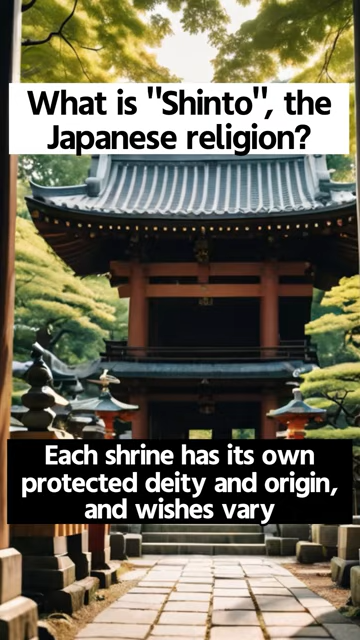 What is "Shinto", the
Japanese religion?
Each shrine has its own
protected deity and origin,
and wishes vary